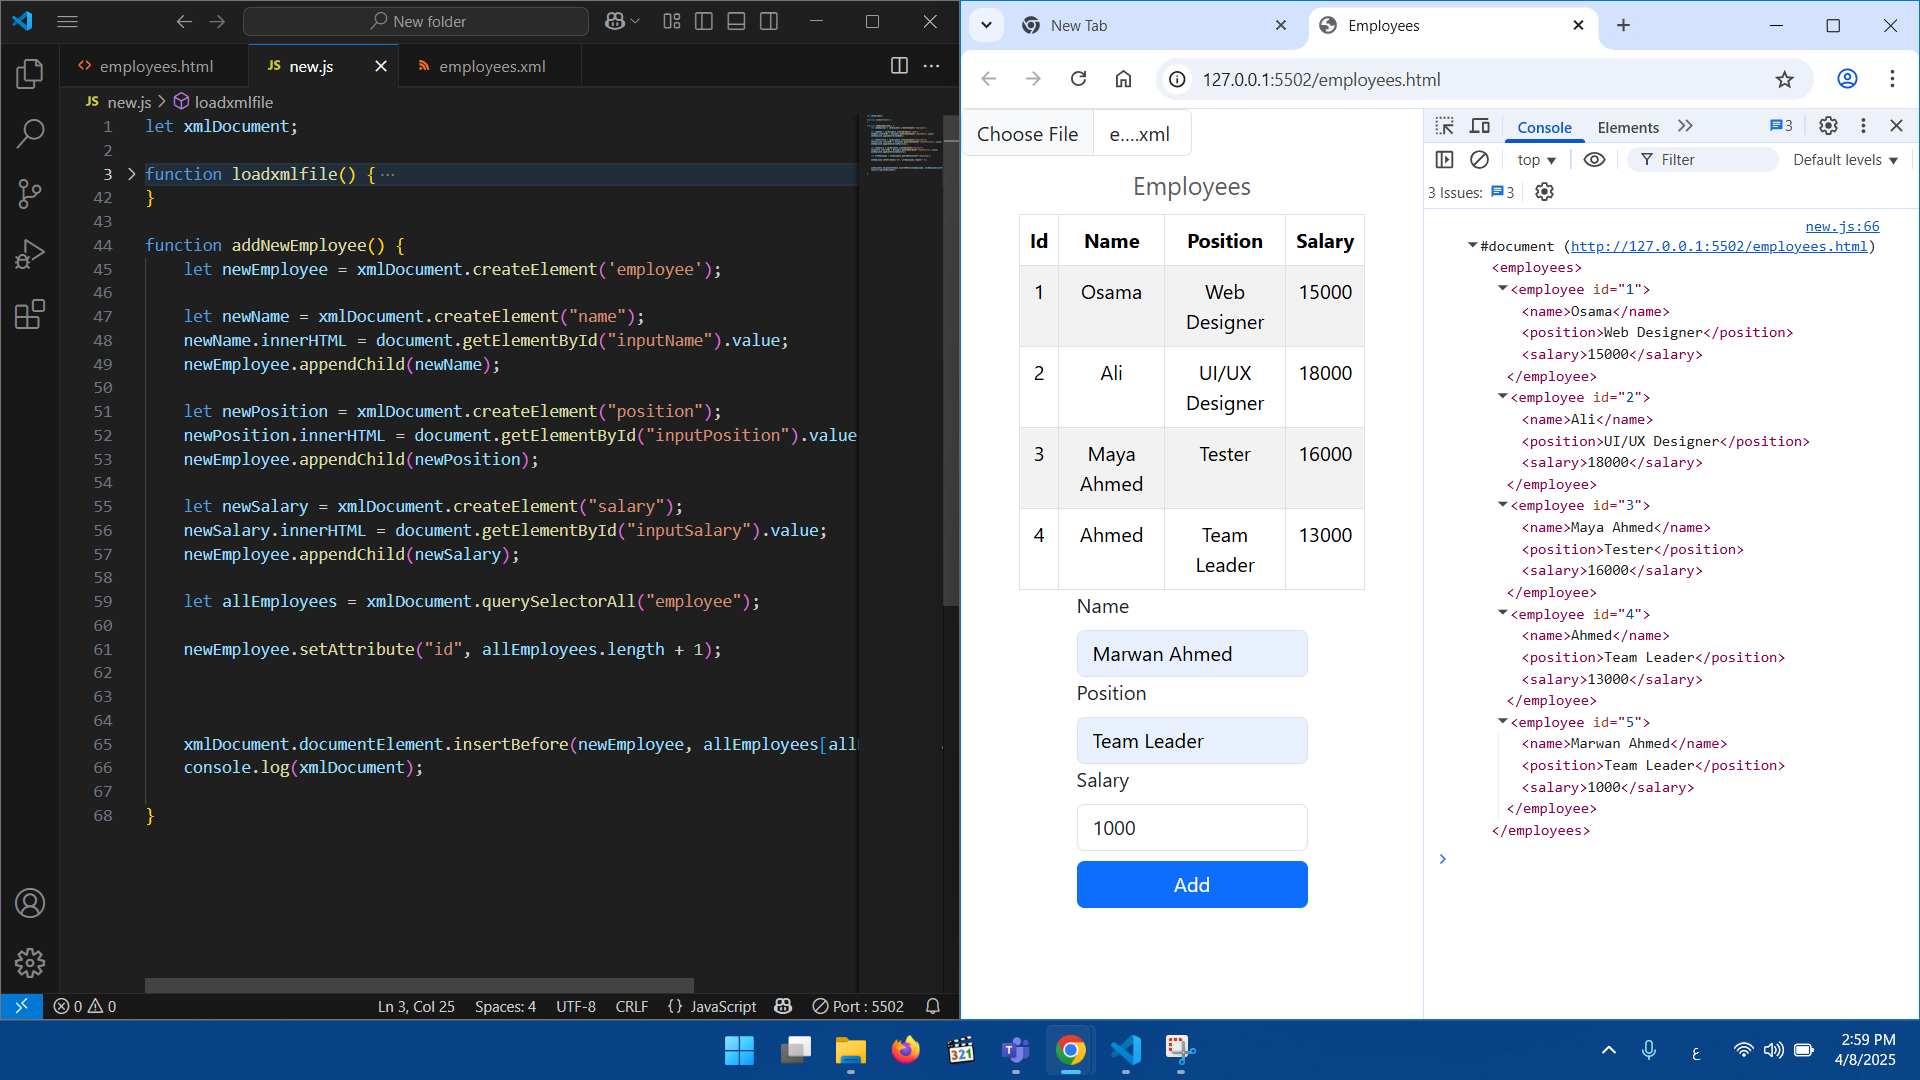 New folder
employees.html
JS new.js
employees.xml
JS new.js > loadxmlfile
1 let xmlDocument;
2
3 function loadxmlfile() { ···
42 }
43
44 function addNewEmployee() {
45 let newEmployee = xmlDocument.createElement('employee');
46
47 let newName = xmlDocument.createElement("name");
48 newName.innerHTML = document.getElementById("inputName").value;
49 newEmployee.appendChild(newName);
50
51 let newPosition = xmlDocument.createElement("position");
52 newPosition.innerHTML = document.getElementById("inputPosition").value
53 newEmployee.appendChild(newPosition);
54
55 let newSalary = xmlDocument.createElement("salary");
56 newSalary.innerHTML = document.getElementById("inputSalary").value;
57 newEmployee.appendChild(newSalary);
58
59 let allEmployees = xmlDocument.querySelectorAll("employee");
60
61 newEmployee.setAttribute("id", allEmployees.length + 1);
62
63
64
65 xmlDocument.documentElement.insertBefore(newEmployee, allEmployees[all
66 console.log(xmlDocument);
67
68 }
0 0
Ln 3, Col 25
Spaces: 4
UTF-8
CRLF
{ } JavaScript
Port : 5502
New Tab
Employees
127.0.0.1:5502/employees.html
Choose File e....xml
Employees
Id Name Position Salary
1 Osama Web Designer 15000
2 Ali UI/UX Designer 18000
3 Maya Ahmed Tester 16000
4 Ahmed Team Leader 13000
Name
Marwan Ahmed
Position
Team Leader
Salary
1000
Add
Console
Elements
3
top
Filter
Default levels
3 Issues: 3
new.js:66
#document (http://127.0.0.1:5502/employees.html)
<employees>
<employee id="1">
<name>Osama</name>
<position>Web Designer</position>
<salary>15000</salary>
</employee>
<employee id="2">
<name>Ali</name>
<position>UI/UX Designer</position>
<salary>18000</salary>
</employee>
<employee id="3">
<name>Maya Ahmed</name>
<position>Tester</position>
<salary>16000</salary>
</employee>
<employee id="4">
<name>Ahmed</name>
<position>Team Leader</position>
<salary>13000</salary>
</employee>
<employee id="5">
<name>Marwan Ahmed</name>
<position>Team Leader</position>
<salary>1000</salary>
</employee>
</employees>
321
ع
2:59 PM
4/8/2025